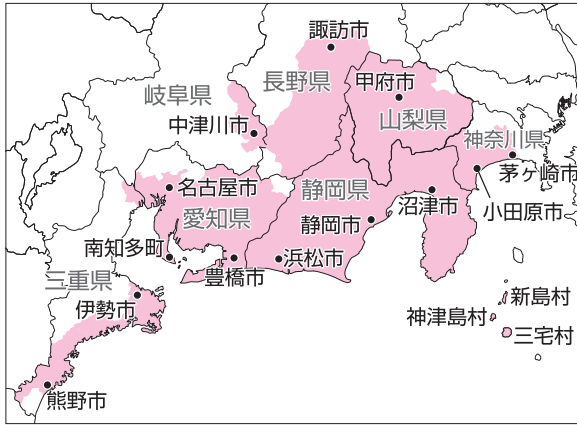 諏訪市
長野県
甲府市
岐阜県
山梨県
中津川市
神奈川県
茅ヶ崎市
名古屋市
静岡県
沼津市
小田原市
愛知県
静岡市
南知多町
豊橋市
浜松市
三重県
伊勢市
新島村
神津島村
三宅村
熊野市